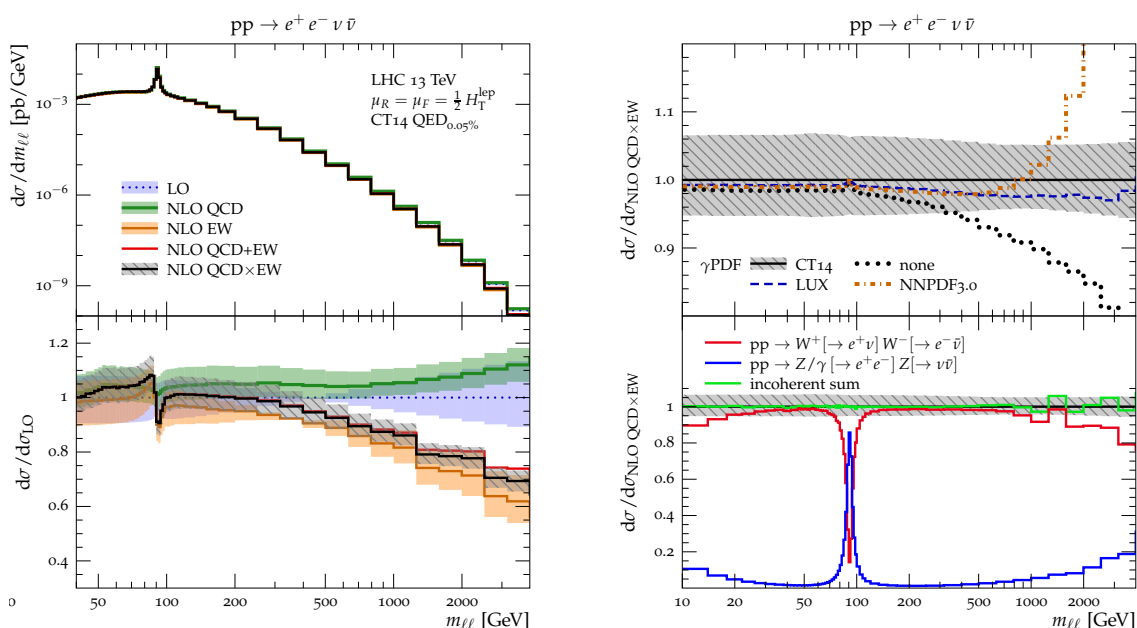 pp → e⁺ e⁻ ν ν̄
dσ/dm_ℓℓ [pb/GeV]
10⁻³
10⁻⁶
10⁻⁹
LHC 13 TeV
μ_R = μ_F = ½ H_T^lep
CT14 QED_0.05%
LO
NLO QCD
NLO EW
NLO QCD+EW
NLO QCD×EW
dσ/dσ_LO
1.2
1
0.8
0.6
0.4
50 100 200 500 1000 2000
m_ℓℓ [GeV]
pp → e⁺ e⁻ ν ν̄
dσ/dσ_NLO QCD×EW
1.1
1.0
0.9
γPDF CT14 none
LUX NNPDF3.0
dσ/dσ_NLO QCD×EW
1.2
1
0.8
0.6
0.4
0.2
pp → W⁺[→ e⁺ν] W⁻[→ e⁻ν̄]
pp → Z/γ [→ e⁺e⁻] Z[→ νν̄]
incoherent sum
10 20 50 100 200 500 1000 2000
m_ℓℓ [GeV]